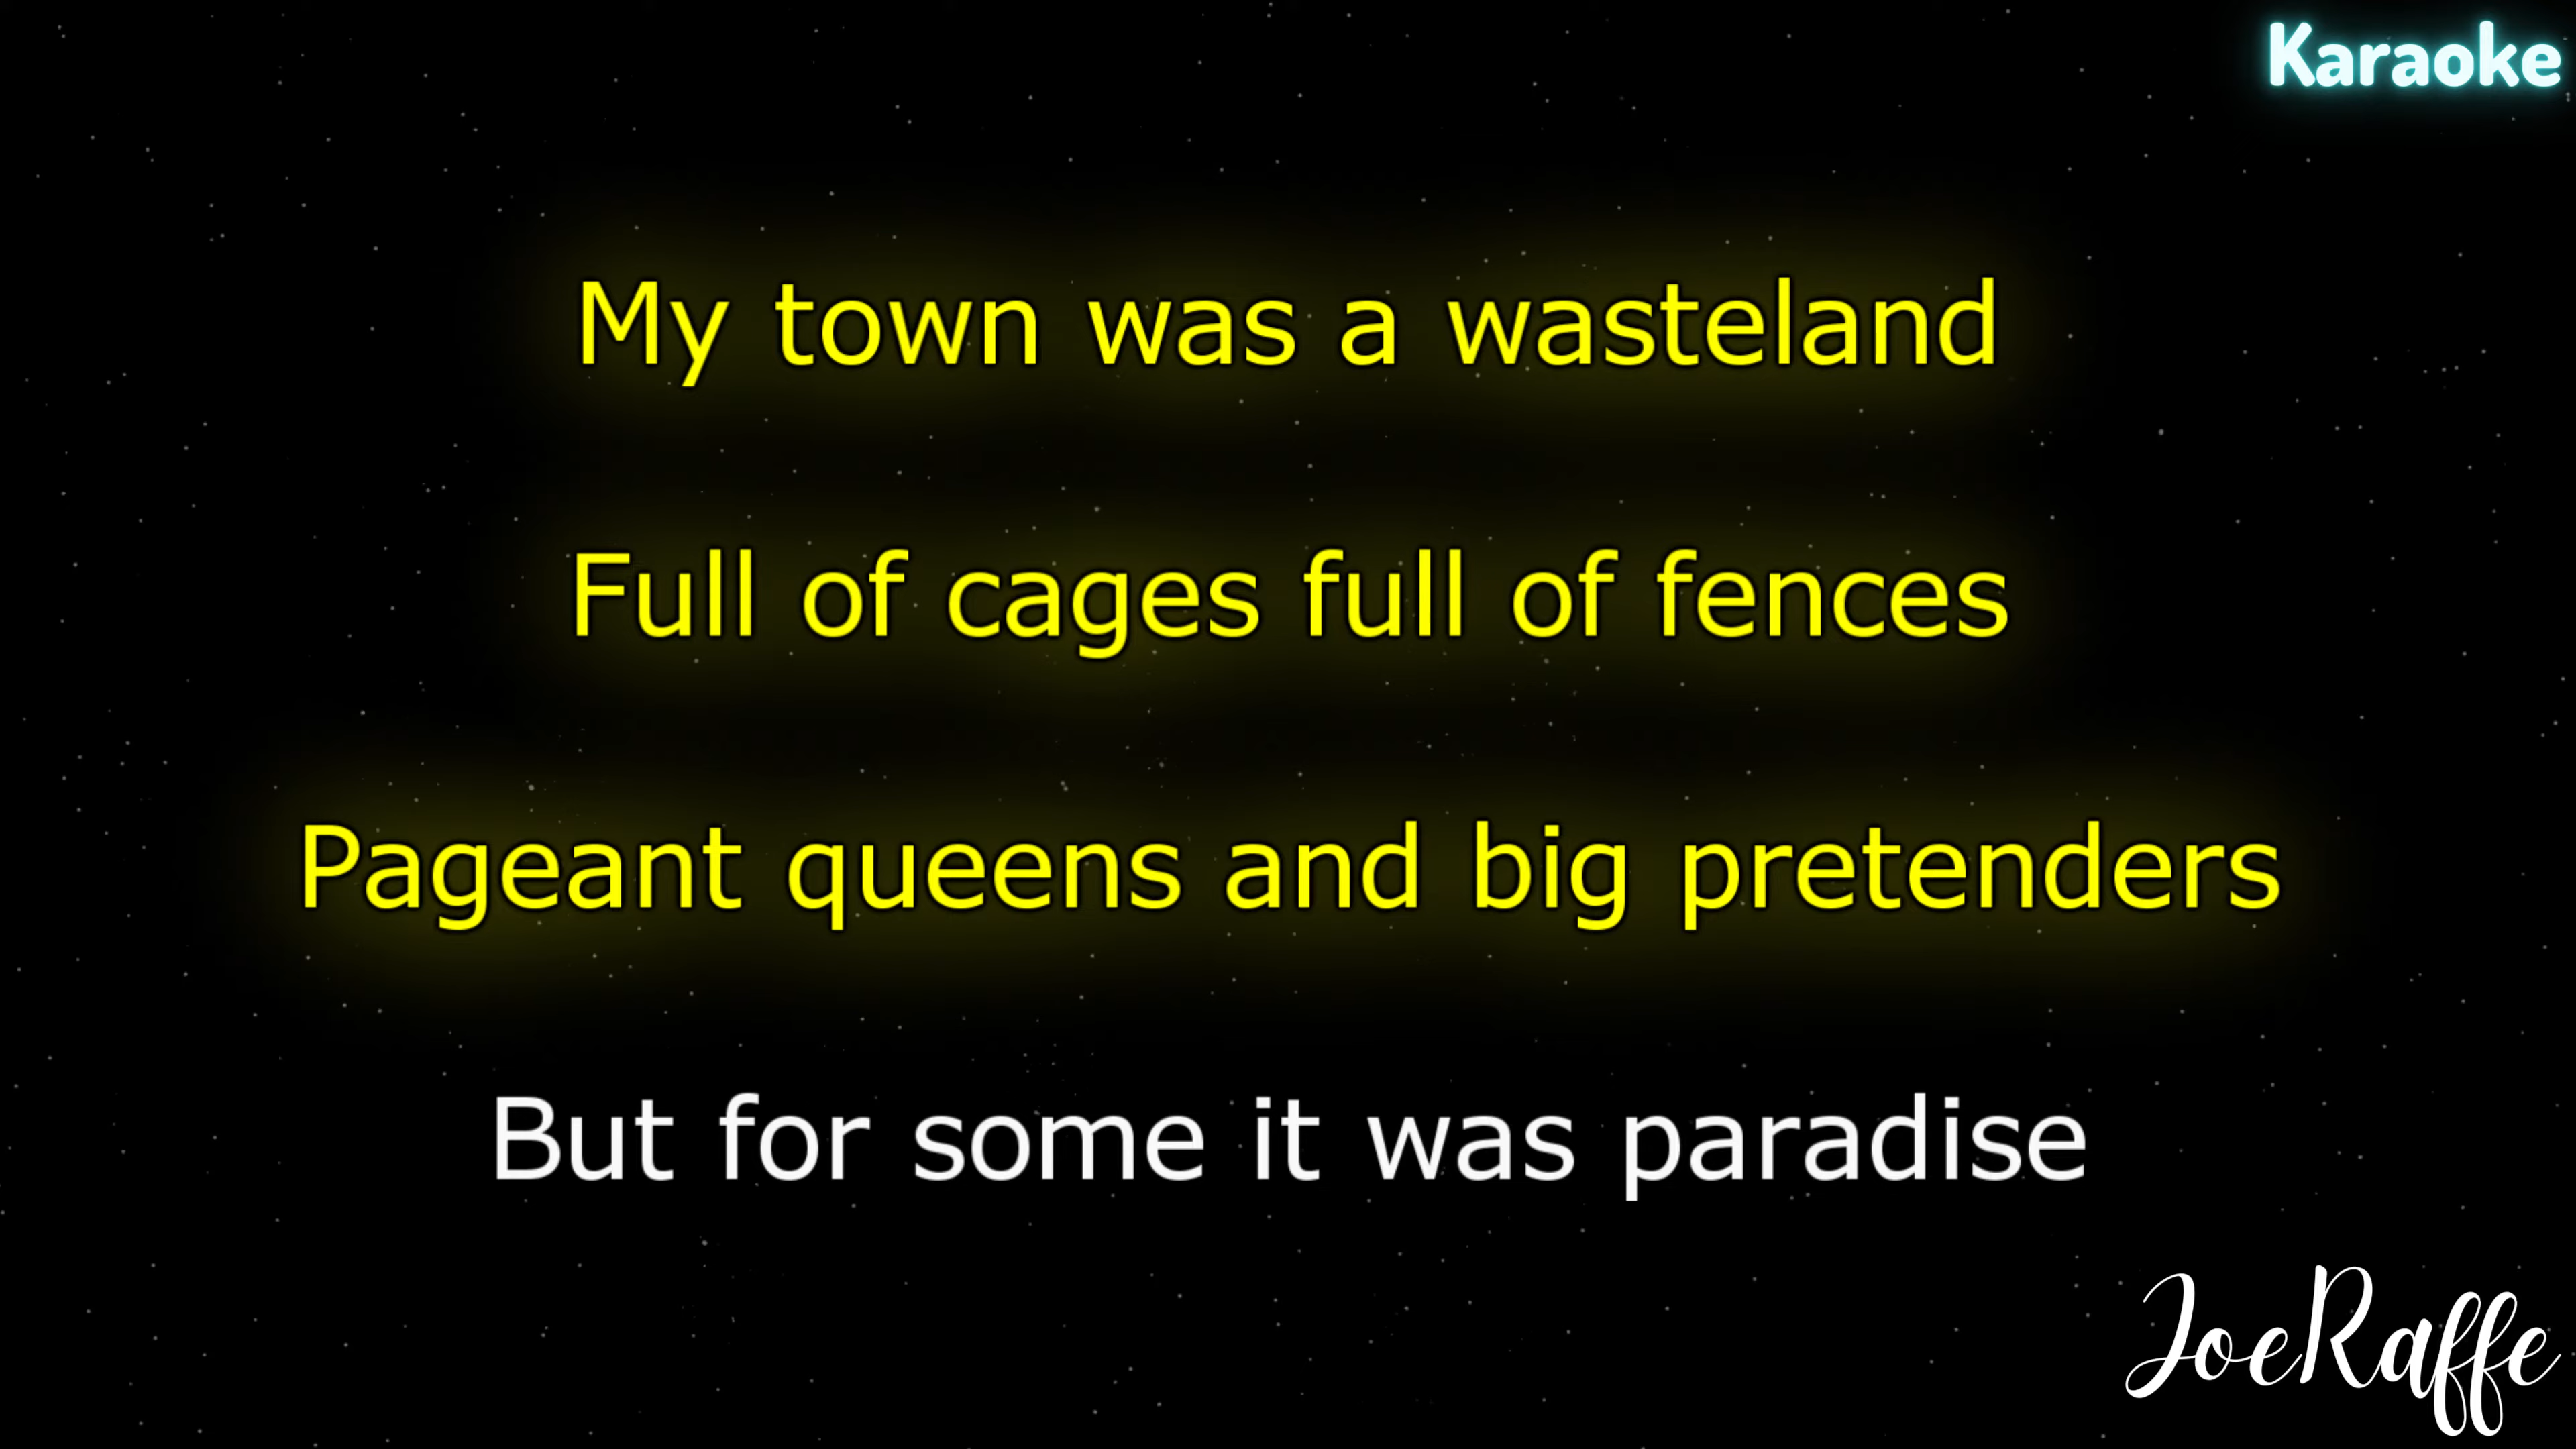 Karaoke
My town was a wasteland
Full of cages full of fences
Pageant queens and big pretenders
But for some it was paradise
JoeRaffe